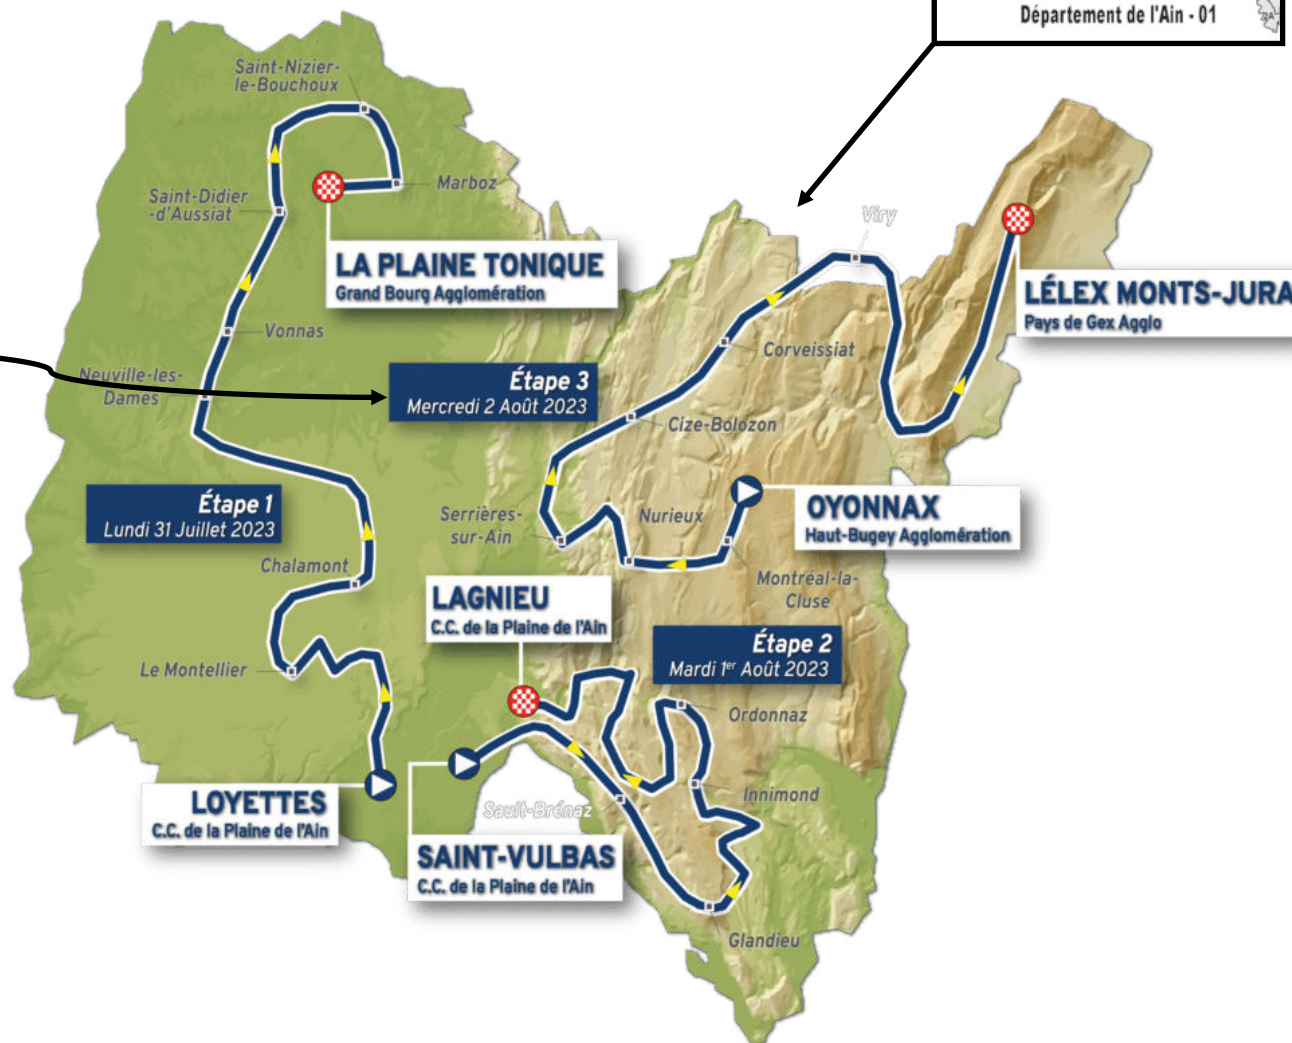 Département de l'Ain - 01
Saint-Nizier-
le-Bouchoux
Marboz
Saint-Didier
-d'Aussiat
Viry
LA PLAINE TONIQUE
Grand Bourg Agglomération
LÉLEX MONTS-JURA
Pays de Gex Agglo
Vonnas
Corveissiat
Neuville-les-
Dames
Étape 3
Mercredi 2 Août 2023
Cize-Bolozon
Étape 1
Lundi 31 Juillet 2023
Serrières-
sur-Ain
Nurieux
OYONNAX
Haut-Bugey Agglomération
Chalamont
Montréal-la-
Cluse
LAGNIEU
C.C. de la Plaine de l'Ain
Étape 2
Mardi 1er Août 2023
Le Montellier
Ordonnaz
LOYETTES
C.C. de la Plaine de l'Ain
Sault-Brénaz
Innimond
SAINT-VULBAS
C.C. de la Plaine de l'Ain
Glandieu